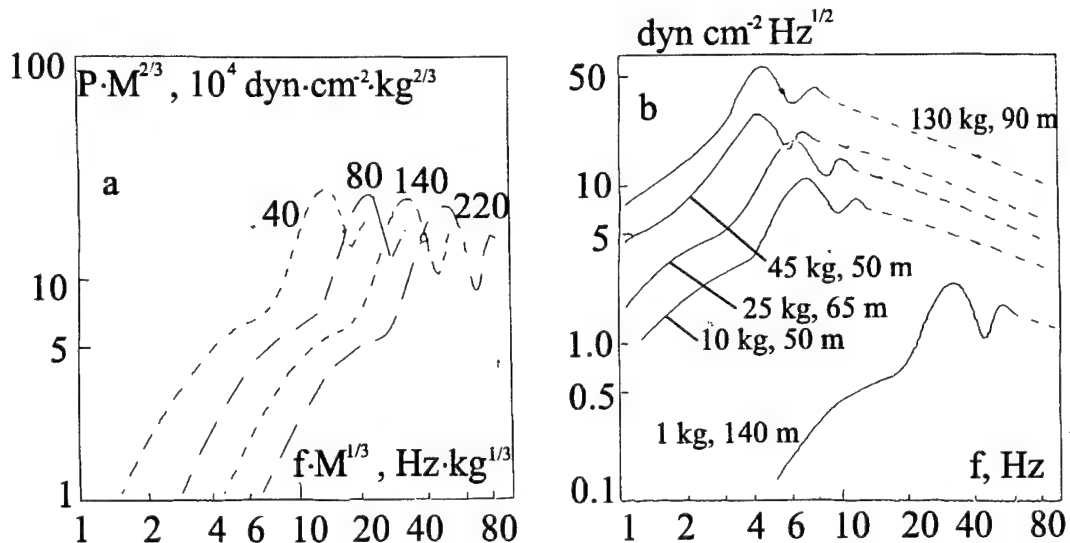 100
P·M^2/3 , 10^4 dyn·cm^-2·kg^2/3
a
40
80
140
220
10
5
f·M^1/3 , Hz·kg^1/3
1
1 2 4 6 10 20 40 80
dyn cm^-2 Hz^1/2
50
b
130 kg, 90 m
10
5
45 kg, 50 m
25 kg, 65 m
10 kg, 50 m
1.0
0.5
1 kg, 140 m
f, Hz
0.1
1 2 4 6 10 20 40 80